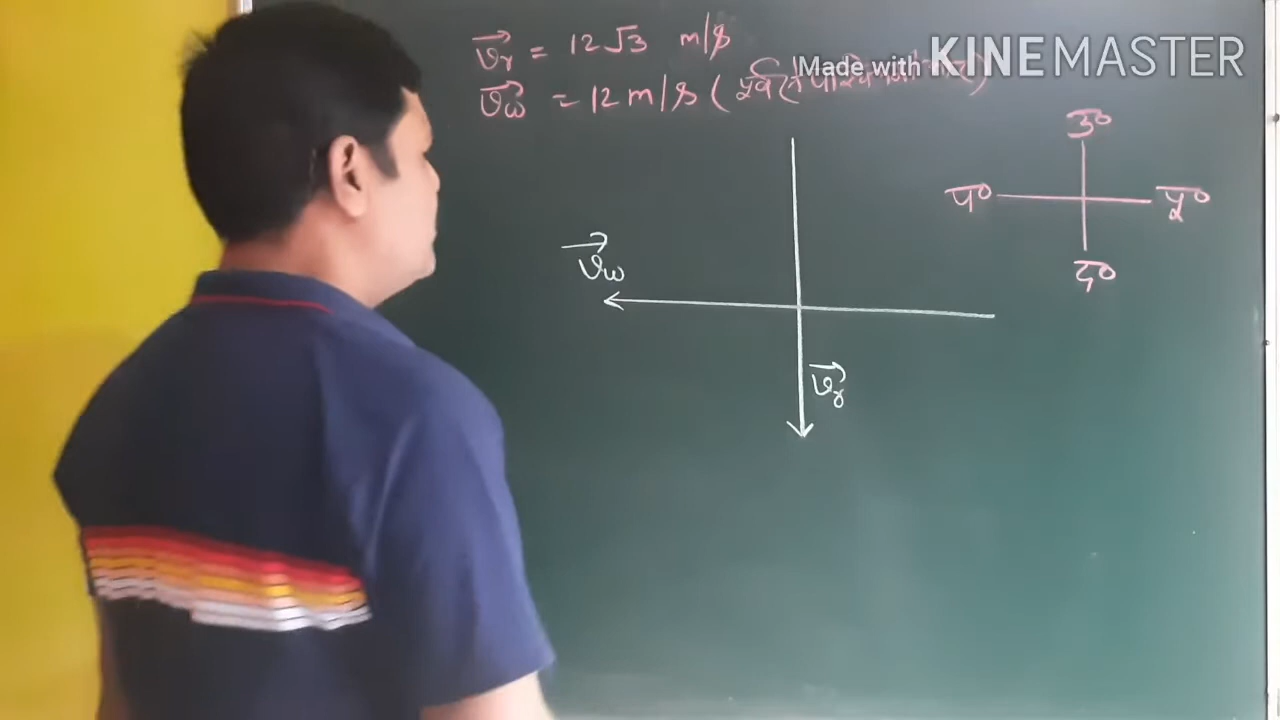 v⃗r = 12√3 m/s
Made with KINEMASTER
v⃗ω = 12 m/s (पूर्व से पश्चिम की ओर)
उ०
प० पू०
v⃗ω
द०
v⃗r